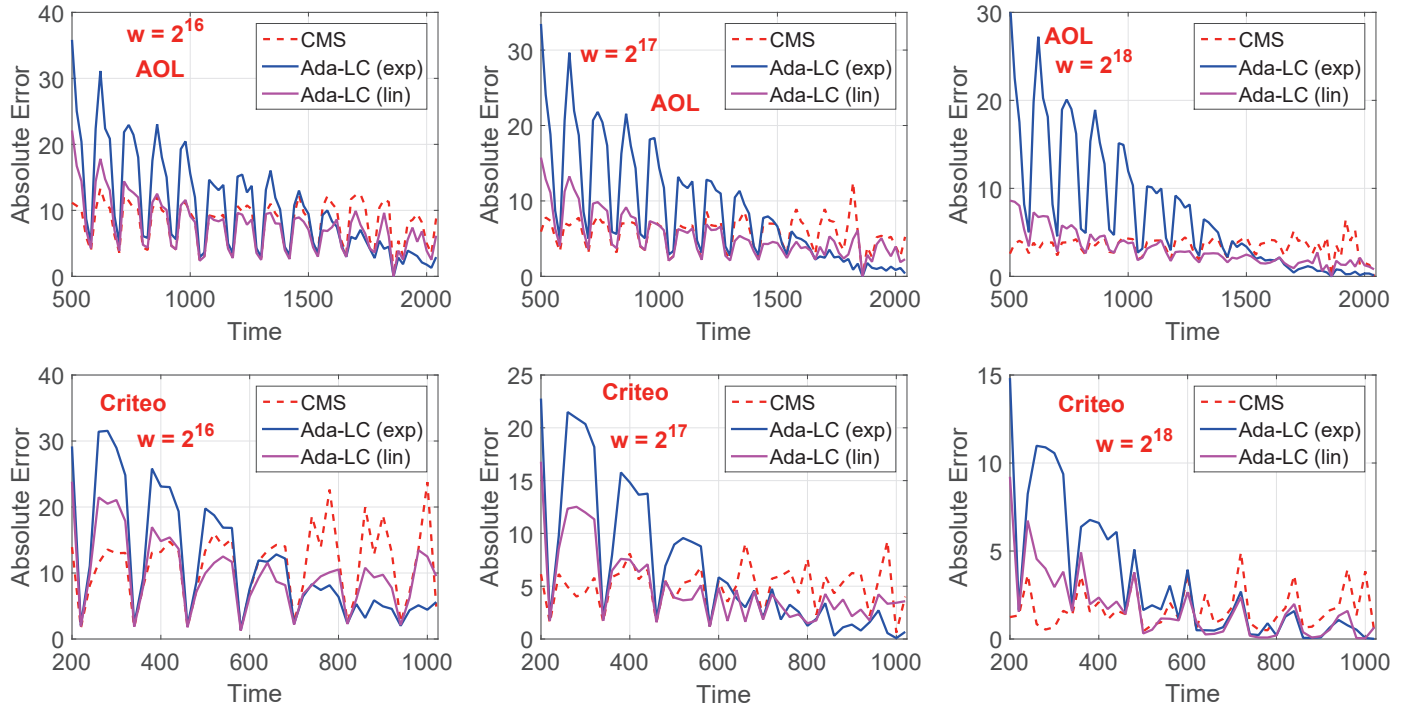 w = 2^16
AOL
CMS
Ada-LC (exp)
Ada-LC (lin)
Absolute Error
40
30
20
10
0
500 1000 1500 2000
Time
w = 2^17
AOL
CMS
Ada-LC (exp)
Ada-LC (lin)
Absolute Error
30
20
10
0
500 1000 1500 2000
Time
AOL
w = 2^18
CMS
Ada-LC (exp)
Ada-LC (lin)
Absolute Error
30
20
10
0
500 1000 1500 2000
Time
Criteo
w = 2^16
CMS
Ada-LC (exp)
Ada-LC (lin)
Absolute Error
40
30
20
10
0
200 400 600 800 1000
Time
Criteo
w = 2^17
CMS
Ada-LC (exp)
Ada-LC (lin)
Absolute Error
25
20
15
10
5
0
200 400 600 800 1000
Time
Criteo
w = 2^18
CMS
Ada-LC (exp)
Ada-LC (lin)
Absolute Error
15
10
5
0
200 400 600 800 1000
Time